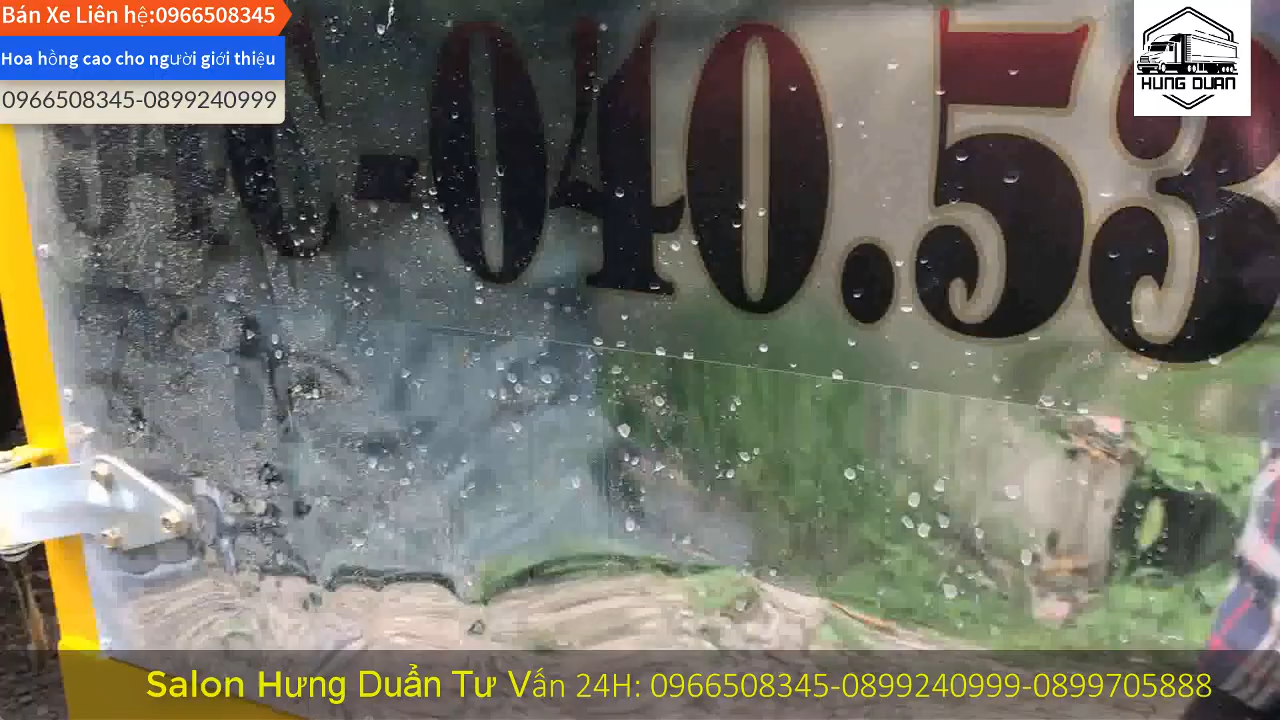 Bán Xe Liên hệ:0966508345
Hoa hồng cao cho người giới thiệu
0966508345-0899240999
HUNG DUAN
C-040.53
Salon Hưng Duẩn Tư Vấn 24H: 0966508345-0899240999-0899705888